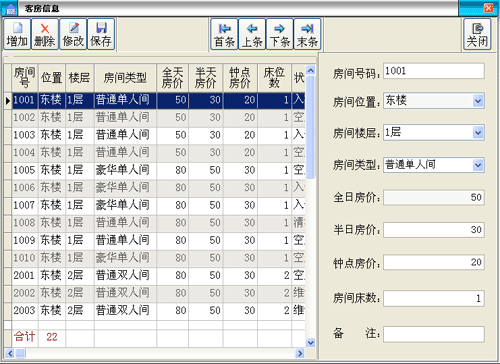 客房信息
增加 删除 修改 保存 首条 上条 下条 末条 关闭
房间号 位置 楼层 房间类型 全天房价 半天房价 钟点房价 床位数 状
1001 东楼 1层 普通单人间 50 30 20 1 入
1002 东楼 1层 普通单人间 50 30 20 1 空
1003 东楼 1层 普通单人间 50 30 20 1 入
1004 东楼 1层 普通单人间 50 30 20 1 空
1005 东楼 1层 豪华单人间 80 50 30 1 空
1006 东楼 1层 豪华单人间 80 50 30 1 入
1007 东楼 1层 豪华单人间 80 50 30 1 入
1008 东楼 1层 普通单人间 80 50 30 1 清
1009 东楼 1层 普通单人间 80 50 30 1 空
1010 东楼 1层 豪华单人间 80 50 30 1 空
2001 东楼 2层 普通双人间 80 50 30 2 空
2002 东楼 2层 普通双人间 80 50 30 2 维
2003 东楼 2层 普通双人间 80 50 30 2 维
合计 22
房间号码: 1001
房间位置: 东楼
房间楼层: 1层
房间类型: 普通单人间
全日房价: 50
半日房价: 30
钟点房价: 20
房间床数: 1
备 注: